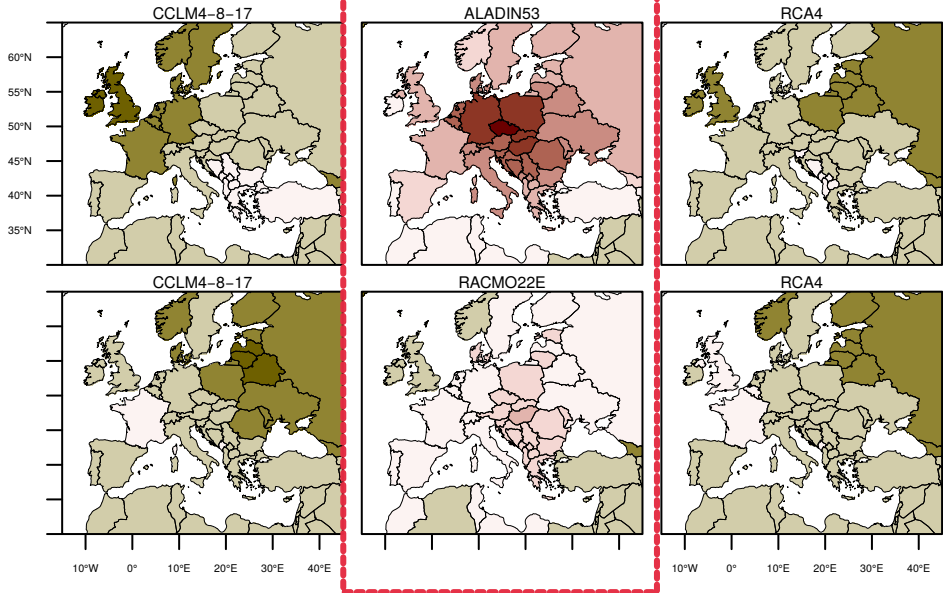 CCLM4−8−17 ALADIN53 RCA4
60°N
55°N
50°N
45°N
40°N
35°N
CCLM4−8−17 RACMO22E RCA4
10°W 0° 10°E 20°E 30°E 40°E 10°W 0° 10°E 20°E 30°E 40°E